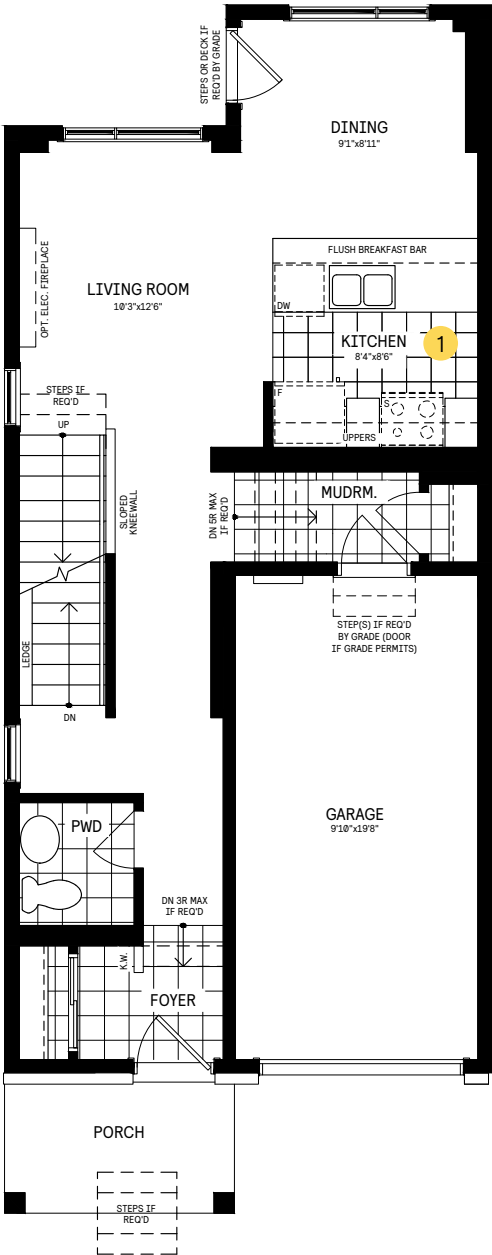 STEPS OR DECK IF
REQ'D BY GRADE
DINING
9'1"x8'11"
OPT. ELEC. FIREPLACE
LIVING ROOM
10'3"x12'6"
FLUSH BREAKFAST BAR
DW
KITCHEN
8'4"x8'6"
1
F
S
UPPERS
STEPS IF
REQ'D
UP
SLOPED
KNEEWALL
DN 5R MAX
IF REQ'D
MUDRM.
STEP(S) IF REQ'D
BY GRADE (DOOR
IF GRADE PERMITS)
LEDGE
DN
PWD
GARAGE
9'10"x19'8"
DN 3R MAX
IF REQ'D
K.W.
FOYER
PORCH
STEPS IF
REQ'D